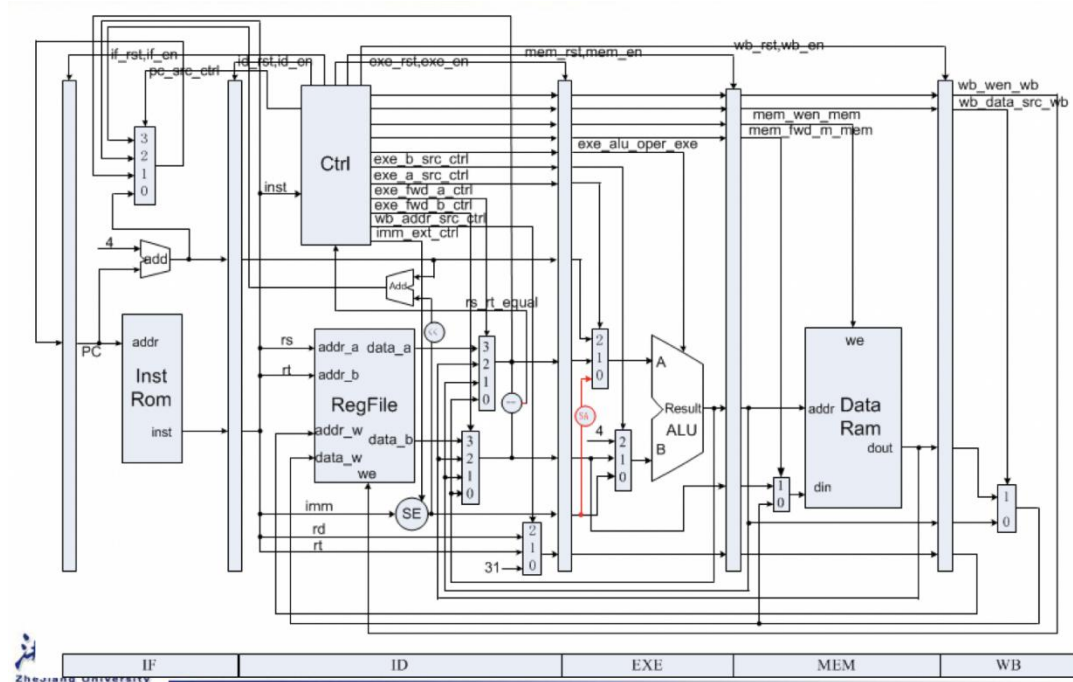 if_rst,if_en
id_rst,id_en
exe_rst,exe_en
mem_rst,mem_en
wb_rst,wb_en
pc_src_ctrl
wb_wen_wb
wb_data_src_wb
mem_wen_mem
mem_fwd_m_mem
exe_alu_oper_exe
3
2
1
0
inst
Ctrl
exe_b_src_ctrl
exe_a_src_ctrl
exe_fwd_a_ctrl
exe_fwd_b_ctrl
wb_addr_src_ctrl
imm_ext_ctrl
4
add
Add
rs_rt_equal
<<
PC
addr
Inst
Rom
inst
rs
rt
addr_a
data_a
addr_b
RegFile
addr_w
data_b
data_w
we
3
2
1
0
==
3
2
1
0
imm
SE
rd
rt
31
2
1
0
2
1
0
SA
4
2
1
0
A
Result
ALU
B
we
addr
Data
Ram
dout
din
1
0
1
0
IF
ID
EXE
MEM
WB
ZheJiang University